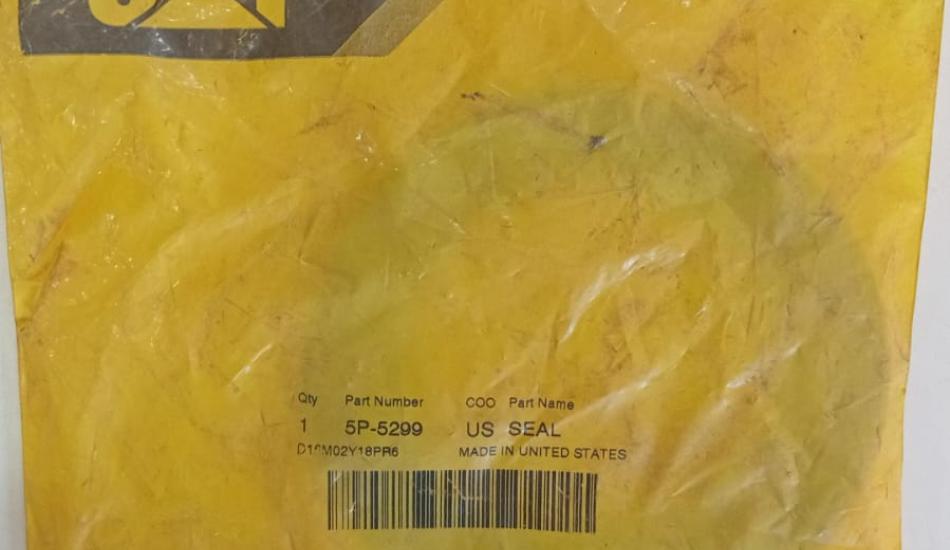 Qty Part Number COO Part Name
1 5P-5299 US SEAL
MADE IN UNITED STATES